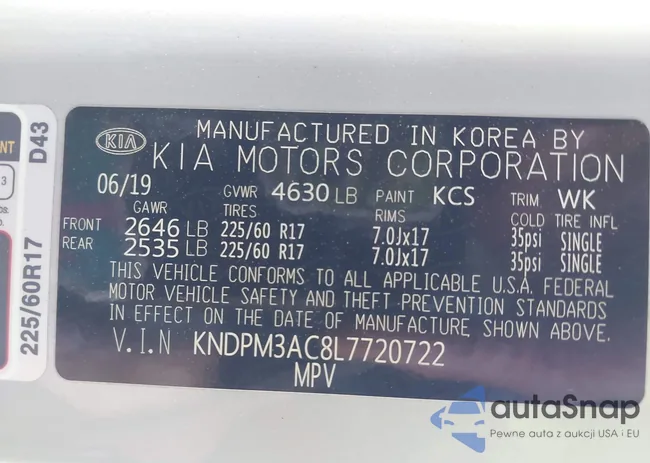 KIA
MANUFACTURED IN KOREA BY
KIA MOTORS CORPORATION
06/19 GVWR 4630 LB PAINT KCS TRIM WK
GAWR TIRES RIMS COLD TIRE INFL
FRONT 2646 LB 225/60 R17 7.0Jx17 35psi SINGLE
REAR 2535 LB 225/60 R17 7.0Jx17 35psi SINGLE
THIS VEHICLE CONFORMS TO ALL APPLICABLE U.S.A. FEDERAL
MOTOR VEHICLE SAFETY AND THEFT PREVENTION STANDARDS
IN EFFECT ON THE DATE OF MANUFACTURE SHOWN ABOVE.
V.I.N KNDPM3AC8L7720722
MPV
D43
225/60R17
autaSnap
Pewne auta z aukcji USA i EU